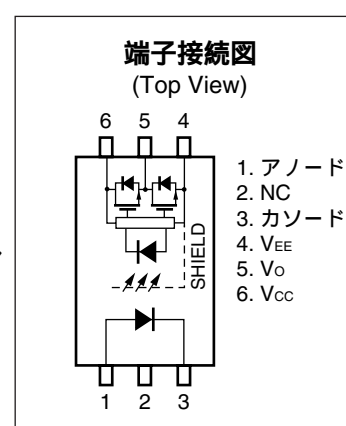 端子接続図
(Top View)
6 5 4
1. アノード
2. NC
3. カソード
4. VEE
5. VO
6. VCC
SHIELD
1 2 3